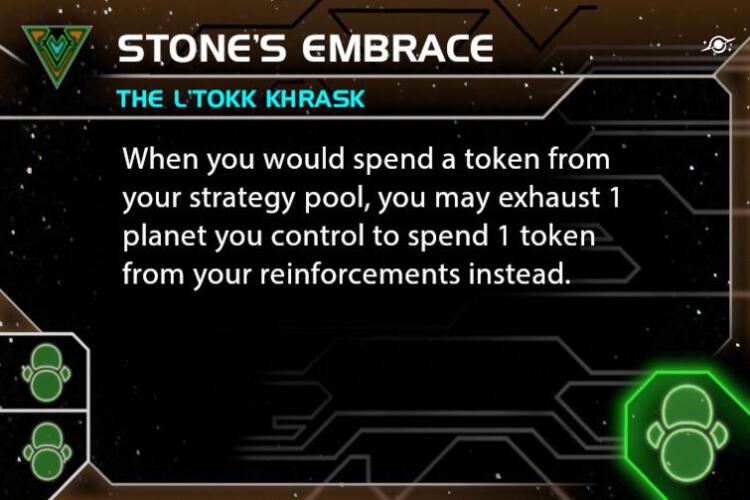 STONE'S EMBRACE
THE L'TOKK KHRASK
When you would spend a token from
your strategy pool, you may exhaust 1
planet you control to spend 1 token
from your reinforcements instead.